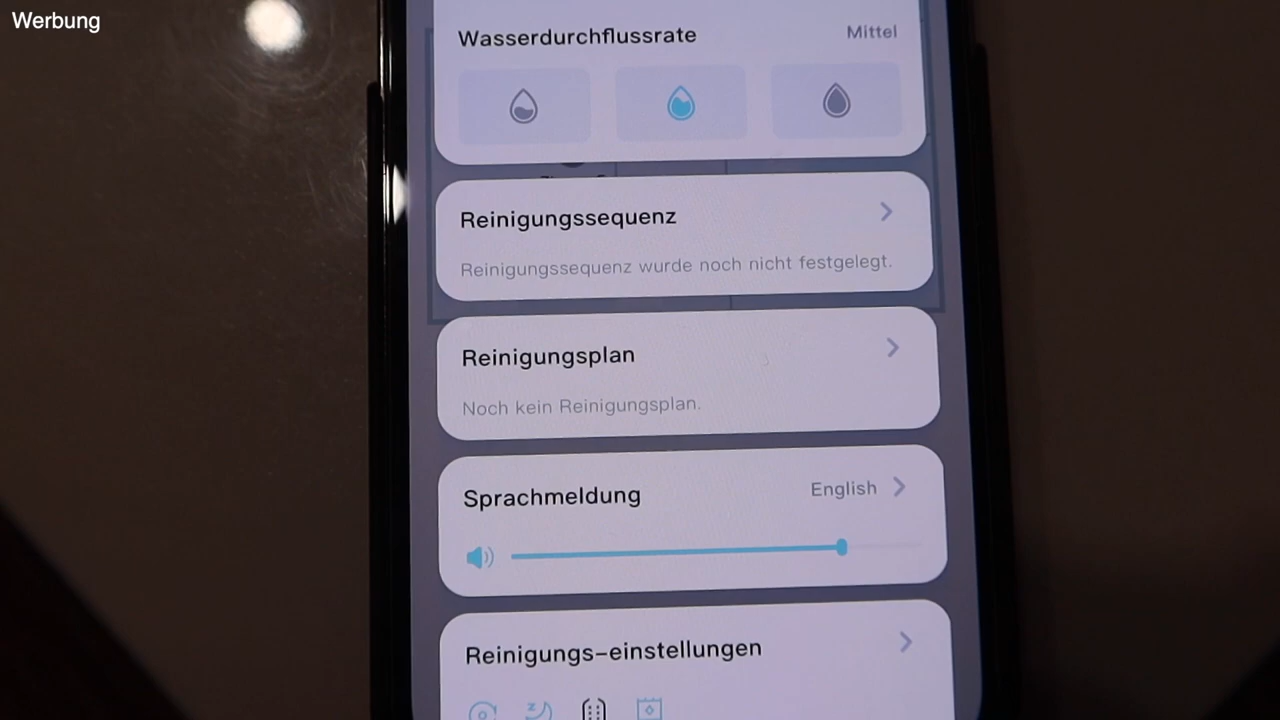 Werbung
Wasserdurchflussrate
Mittel
Reinigungssequenz
Reinigungssequenz wurde noch nicht festgelegt.
Reinigungsplan
Noch kein Reinigungsplan.
Sprachmeldung
English
Reinigungs-einstellungen